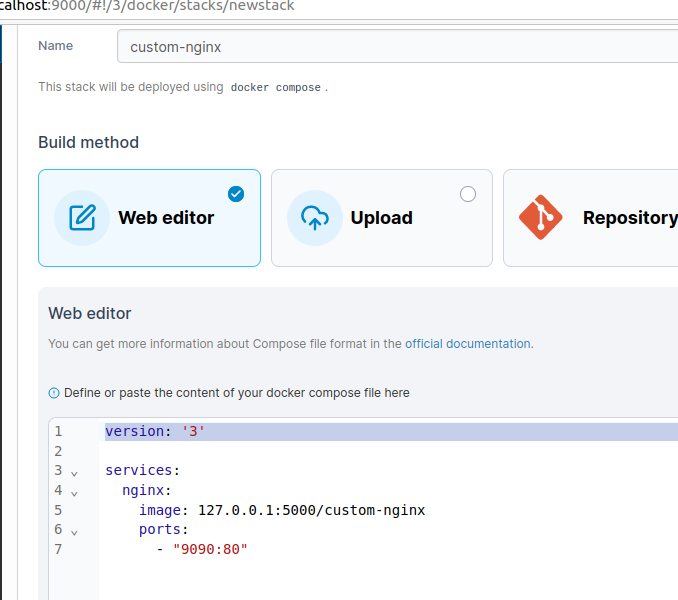 calhost:9000/#!/3/docker/stacks/newstack
Name custom-nginx
This stack will be deployed using docker compose .
Build method
Web editor Upload Repository
Web editor
You can get more information about Compose file format in the official documentation.
Define or paste the content of your docker compose file here
1 version: '3'
2
3 services:
4 nginx:
5 image: 127.0.0.1:5000/custom-nginx
6 ports:
7 - "9090:80"